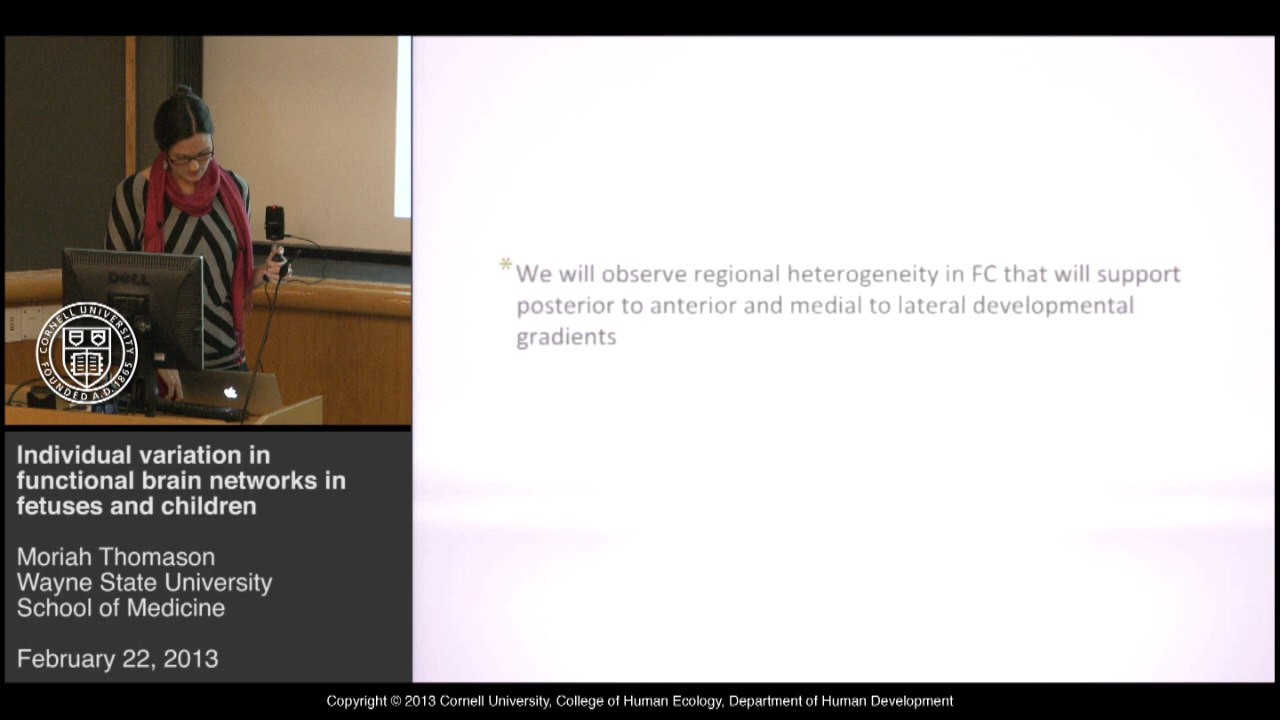 * We will observe regional heterogeneity in FC that will support
posterior to anterior and medial to lateral developmental
gradients
DELL
CORNELL UNIVERSITY
FOUNDED A.D. 1865
Individual variation in
functional brain networks in
fetuses and children
Moriah Thomason
Wayne State University
School of Medicine
February 22, 2013
Copyright © 2013 Cornell University, College of Human Ecology, Department of Human Development